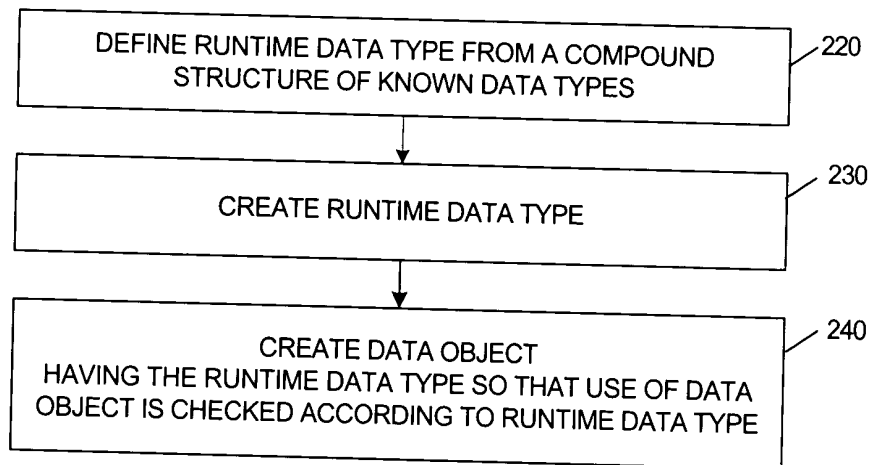 DEFINE RUNTIME DATA TYPE FROM A COMPOUND
STRUCTURE OF KNOWN DATA TYPES
220
CREATE RUNTIME DATA TYPE
230
CREATE DATA OBJECT
HAVING THE RUNTIME DATA TYPE SO THAT USE OF DATA
OBJECT IS CHECKED ACCORDING TO RUNTIME DATA TYPE
240